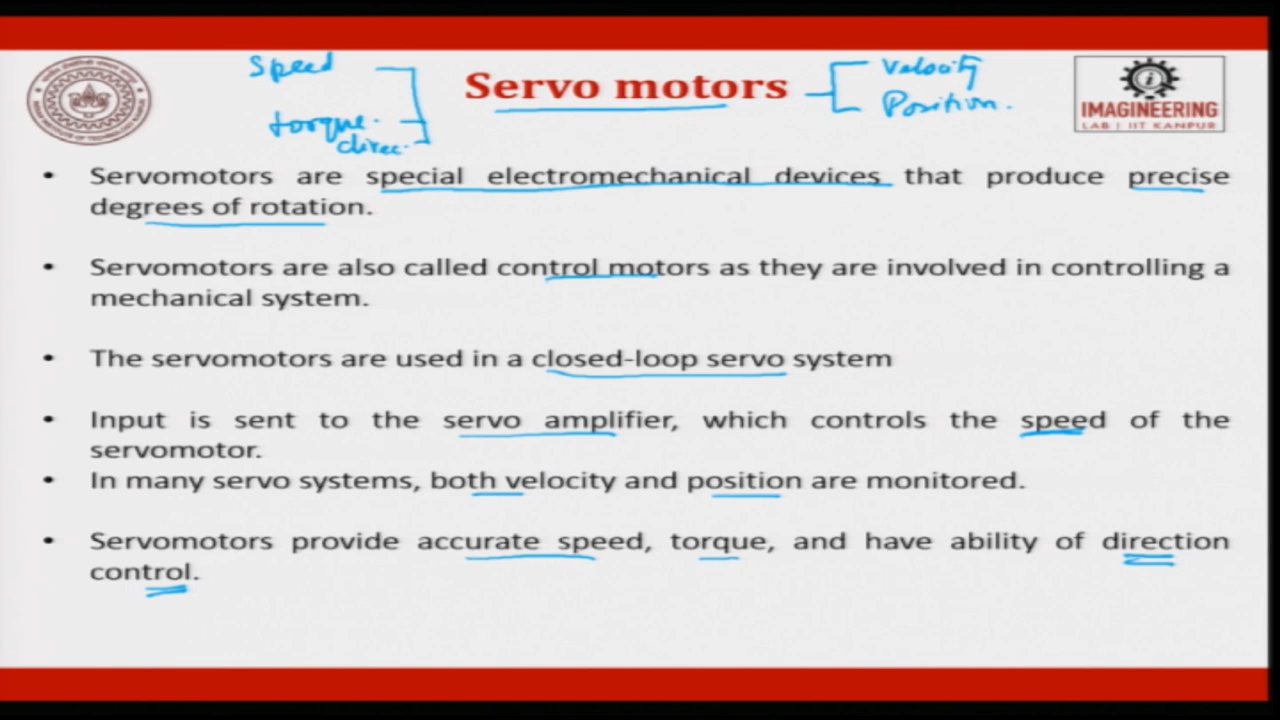 Speed
torque.
direc.
Servo motors
Velocity
Position.
IMAGINEERING
LAB | IIT KANPUR
• Servomotors are special electromechanical devices that produce precise
degrees of rotation.
• Servomotors are also called control motors as they are involved in controlling a
mechanical system.
• The servomotors are used in a closed-loop servo system
• Input is sent to the servo amplifier, which controls the speed of the
servomotor.
• In many servo systems, both velocity and position are monitored.
• Servomotors provide accurate speed, torque, and have ability of direction
control.